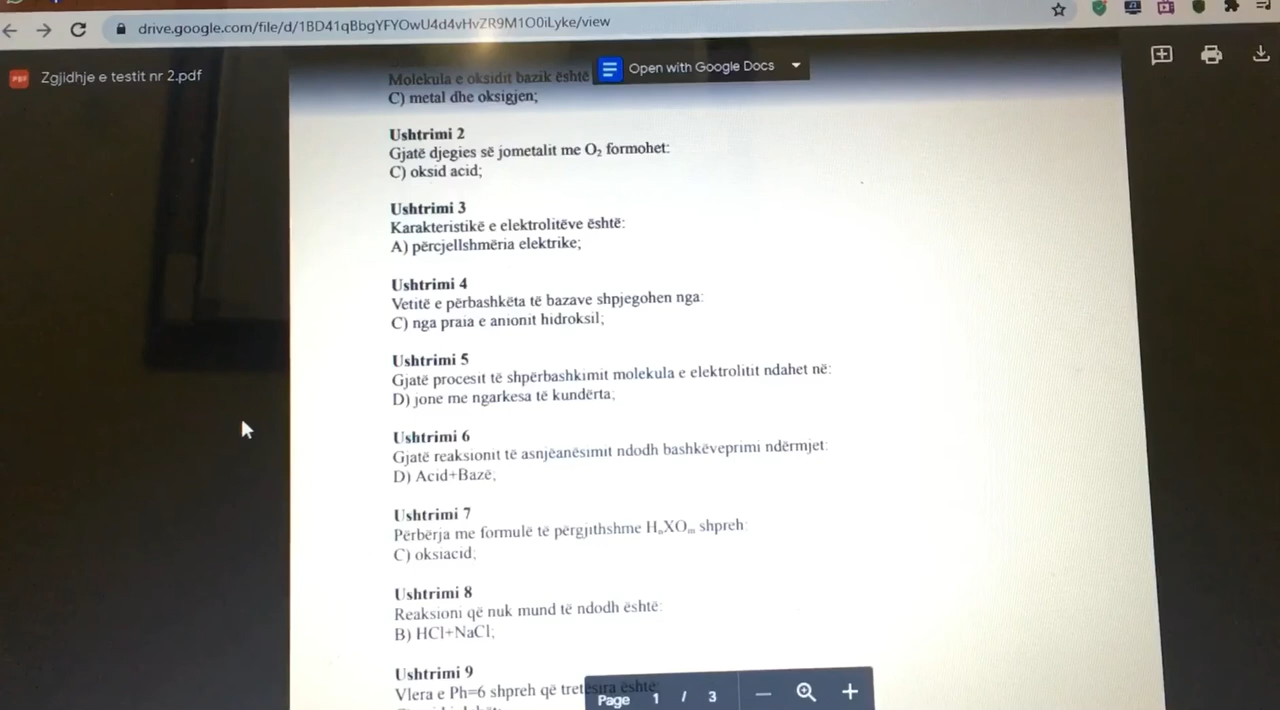 drive.google.com/file/d/1BD41qBbgYFYOwU4d4vHvZR9M1O0iLyke/view
PDF Zgjidhje e testit nr 2.pdf
Open with Google Docs
Molekula e oksidit bazik është
C) metal dhe oksigjen;
Ushtrimi 2
Gjatë djegies së jometalit me O₂ formohet:
C) oksid acid;
Ushtrimi 3
Karakteristikë e elektrolitëve është:
A) përcjellshmëria elektrike;
Ushtrimi 4
Vetitë e përbashkëta të bazave shpjegohen nga:
C) nga praia e anionit hidroksil;
Ushtrimi 5
Gjatë procesit të shpërbashkimit molekula e elektrolitit ndahet në:
D) jone me ngarkesa të kundërta;
Ushtrimi 6
Gjatë reaksionit të asnjëanësimit ndodh bashkëveprimi ndërmjet:
D) Acid+Bazë;
Ushtrimi 7
Përbërja me formulë të përgjithshme HₙXOₘ shpreh:
C) oksiacid;
Ushtrimi 8
Reaksioni që nuk mund të ndodh është:
B) HCl+NaCl;
Ushtrimi 9
Vlera e Ph=6 shpreh që tretësira është:
Page 1 / 3